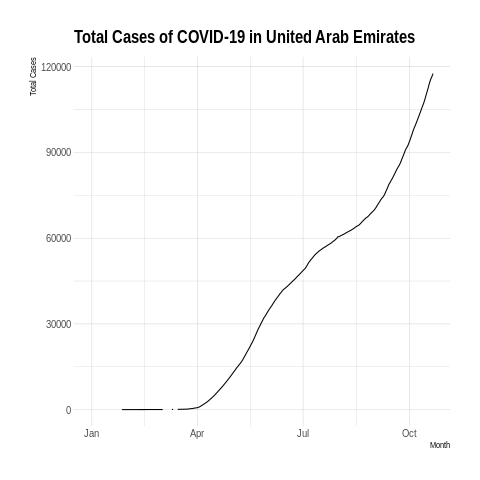 Total Cases of COVID-19 in United Arab Emirates
Total Cases
120000
90000
60000
30000
0
Jan Apr Jul Oct
Month